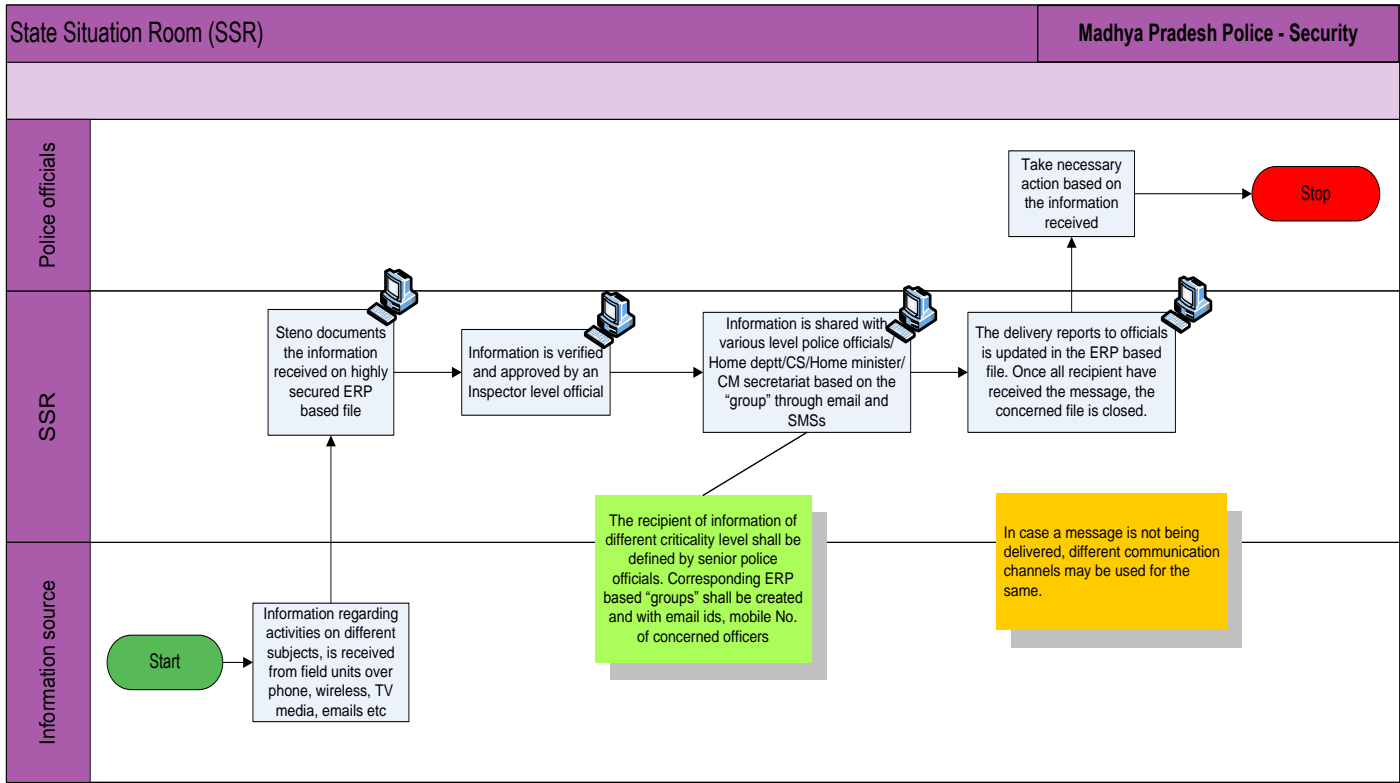 State Situation Room (SSR)
Madhya Pradesh Police - Security
Police officials
Take necessary
action based on
the information
received
Stop
SSR
Steno documents
the information
received on highly
secured ERP
based file
Information is verified
and approved by an
Inspector level official
Information is shared with
various level police officials/
Home deptt/CS/Home minister/
CM secretariat based on the
“group” through email and
SMSs
The delivery reports to officials
is updated in the ERP based
file. Once all recipient have
received the message, the
concerned file is closed.
The recipient of information of
different criticality level shall be
defined by senior police
officials. Corresponding ERP
based “groups” shall be created
and with email ids, mobile No.
of concerned officers
In case a message is not being
delivered, different communication
channels may be used for the
same.
Information source
Start
Information regarding
activities on different
subjects, is received
from field units over
phone, wireless, TV
media, emails etc